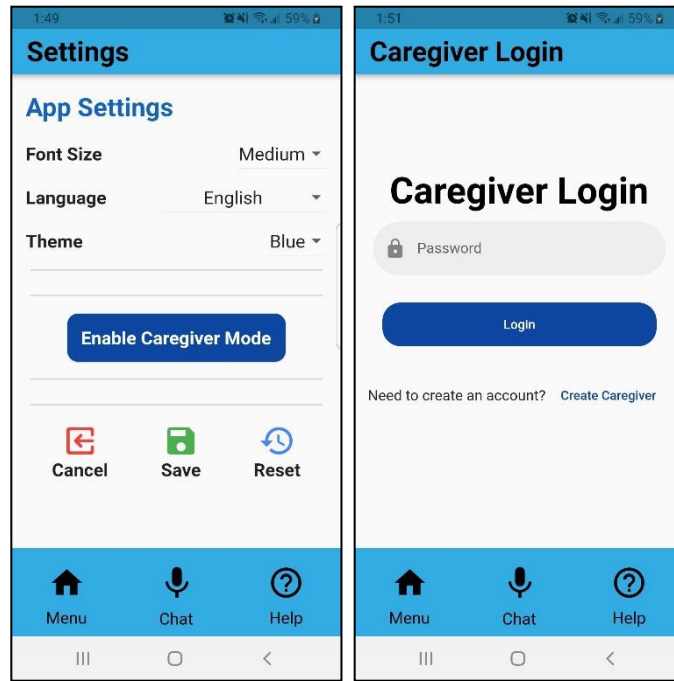 1:49 59%
Settings
App Settings
Font Size Medium
Language English
Theme Blue
Enable Caregiver Mode
Cancel Save Reset
Menu Chat Help
1:51 59%
Caregiver Login
Caregiver Login
Password
Login
Need to create an account? Create Caregiver
Menu Chat Help